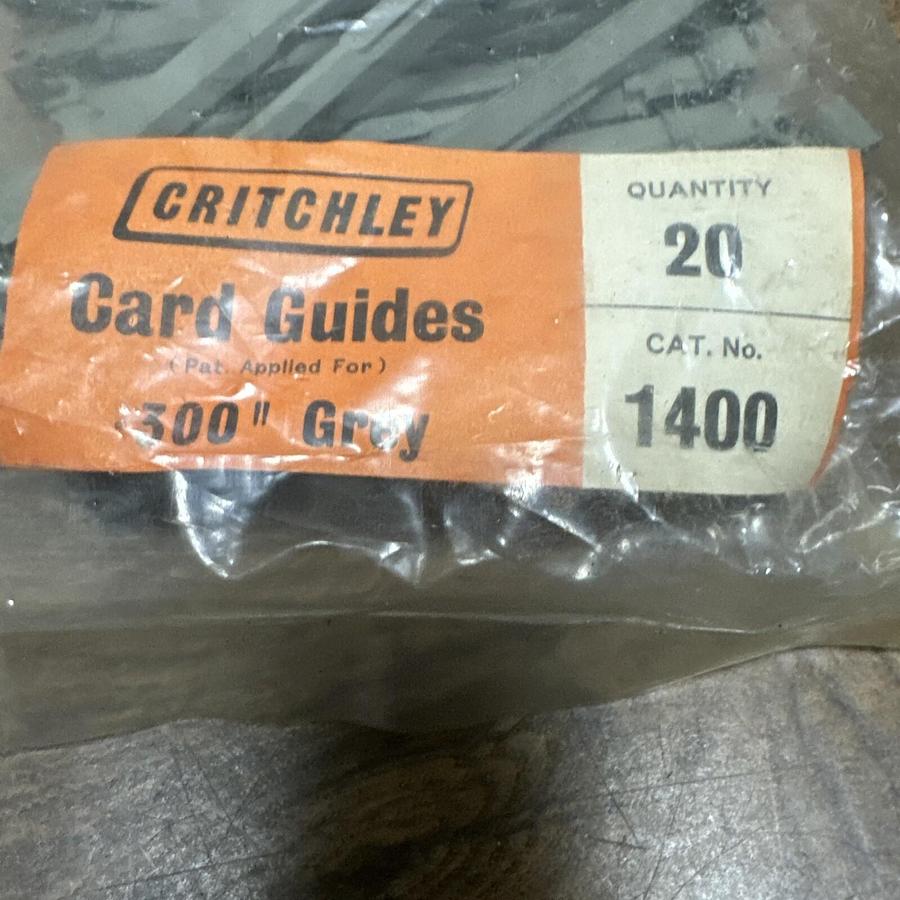 CRITCHLEY
Card Guides
(Pat. Applied For)
.300" Grey
QUANTITY
20
CAT. No.
1400